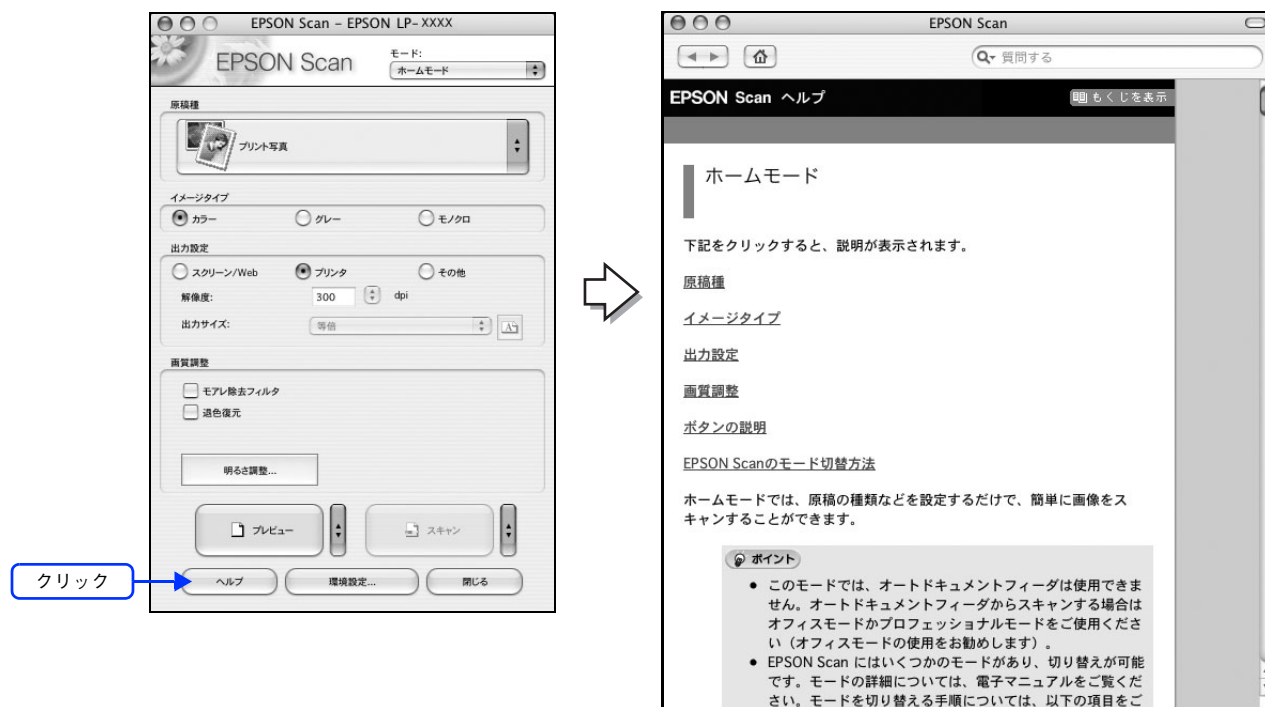 EPSON Scan – EPSON LP- XXXX
EPSON Scan
モード:
ホームモード
原稿種
プリント写真
イメージタイプ
カラー
グレー
モノクロ
出力設定
スクリーン/Web
プリンタ
その他
解像度:
300
dpi
出力サイズ:
等倍
画質調整
モアレ除去フィルタ
退色復元
明るさ調整...
プレビュー
スキャン
クリック
ヘルプ
環境設定...
閉じる
EPSON Scan
質問する
EPSON Scan ヘルプ
もくじを表示
ホームモード
下記をクリックすると、説明が表示されます。
原稿種
イメージタイプ
出力設定
画質調整
ボタンの説明
EPSON Scanのモード切替方法
ホームモードでは、原稿の種類などを設定するだけで、簡単に画像をス
キャンすることができます。
ポイント
● このモードでは、オートドキュメントフィーダは使用できま
せん。オートドキュメントフィーダからスキャンする場合は
オフィスモードかプロフェッショナルモードをご使用くださ
い（オフィスモードの使用をお勧めします）。
● EPSON Scan にはいくつかのモードがあり、切り替えが可能
です。モードの詳細については、電子マニュアルをご覧くだ
さい。モードを切り替える手順については、以下の項目をご